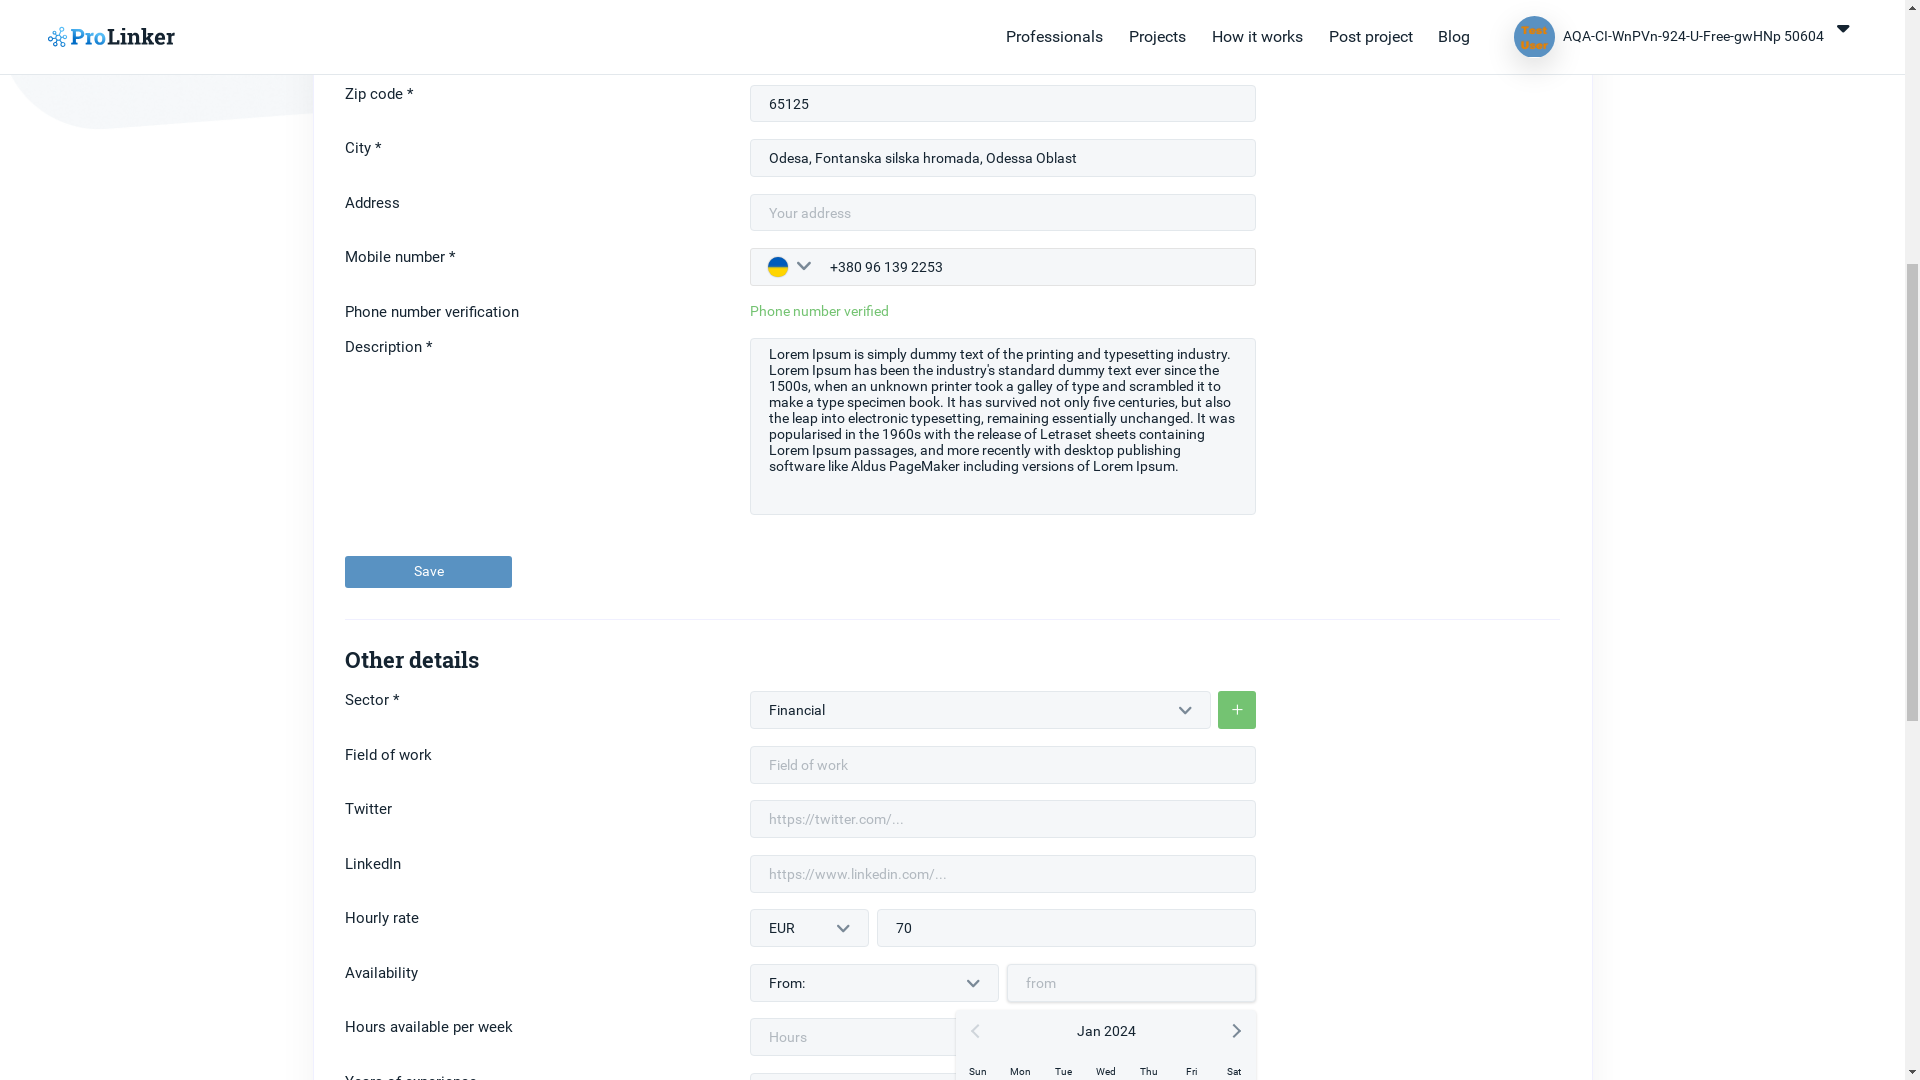 ProLinker
Professionals
Projects
How it works
Post project
Blog
Test
User
AQA-CI-WnPVn-924-U-Free-gwHNp 50604
Zip code *
65125
City *
Odesa, Fontanska silska hromada, Odessa Oblast
Address
Your address
Mobile number *
+380 96 139 2253
Phone number verification
Phone number verified
Description *
Lorem Ipsum is simply dummy text of the printing and typesetting industry.
Lorem Ipsum has been the industry's standard dummy text ever since the
1500s, when an unknown printer took a galley of type and scrambled it to
make a type specimen book. It has survived not only five centuries, but also
the leap into electronic typesetting, remaining essentially unchanged. It was
popularised in the 1960s with the release of Letraset sheets containing
Lorem Ipsum passages, and more recently with desktop publishing
software like Aldus PageMaker including versions of Lorem Ipsum.
Save
Other details
Sector *
Financial
+
Field of work
Field of work
Twitter
https://twitter.com/...
LinkedIn
https://www.linkedin.com/...
Hourly rate
EUR
70
Availability
From:
from
Hours available per week
Hours
Jan 2024
Sun Mon Tue Wed Thu Fri Sat
Years of experience